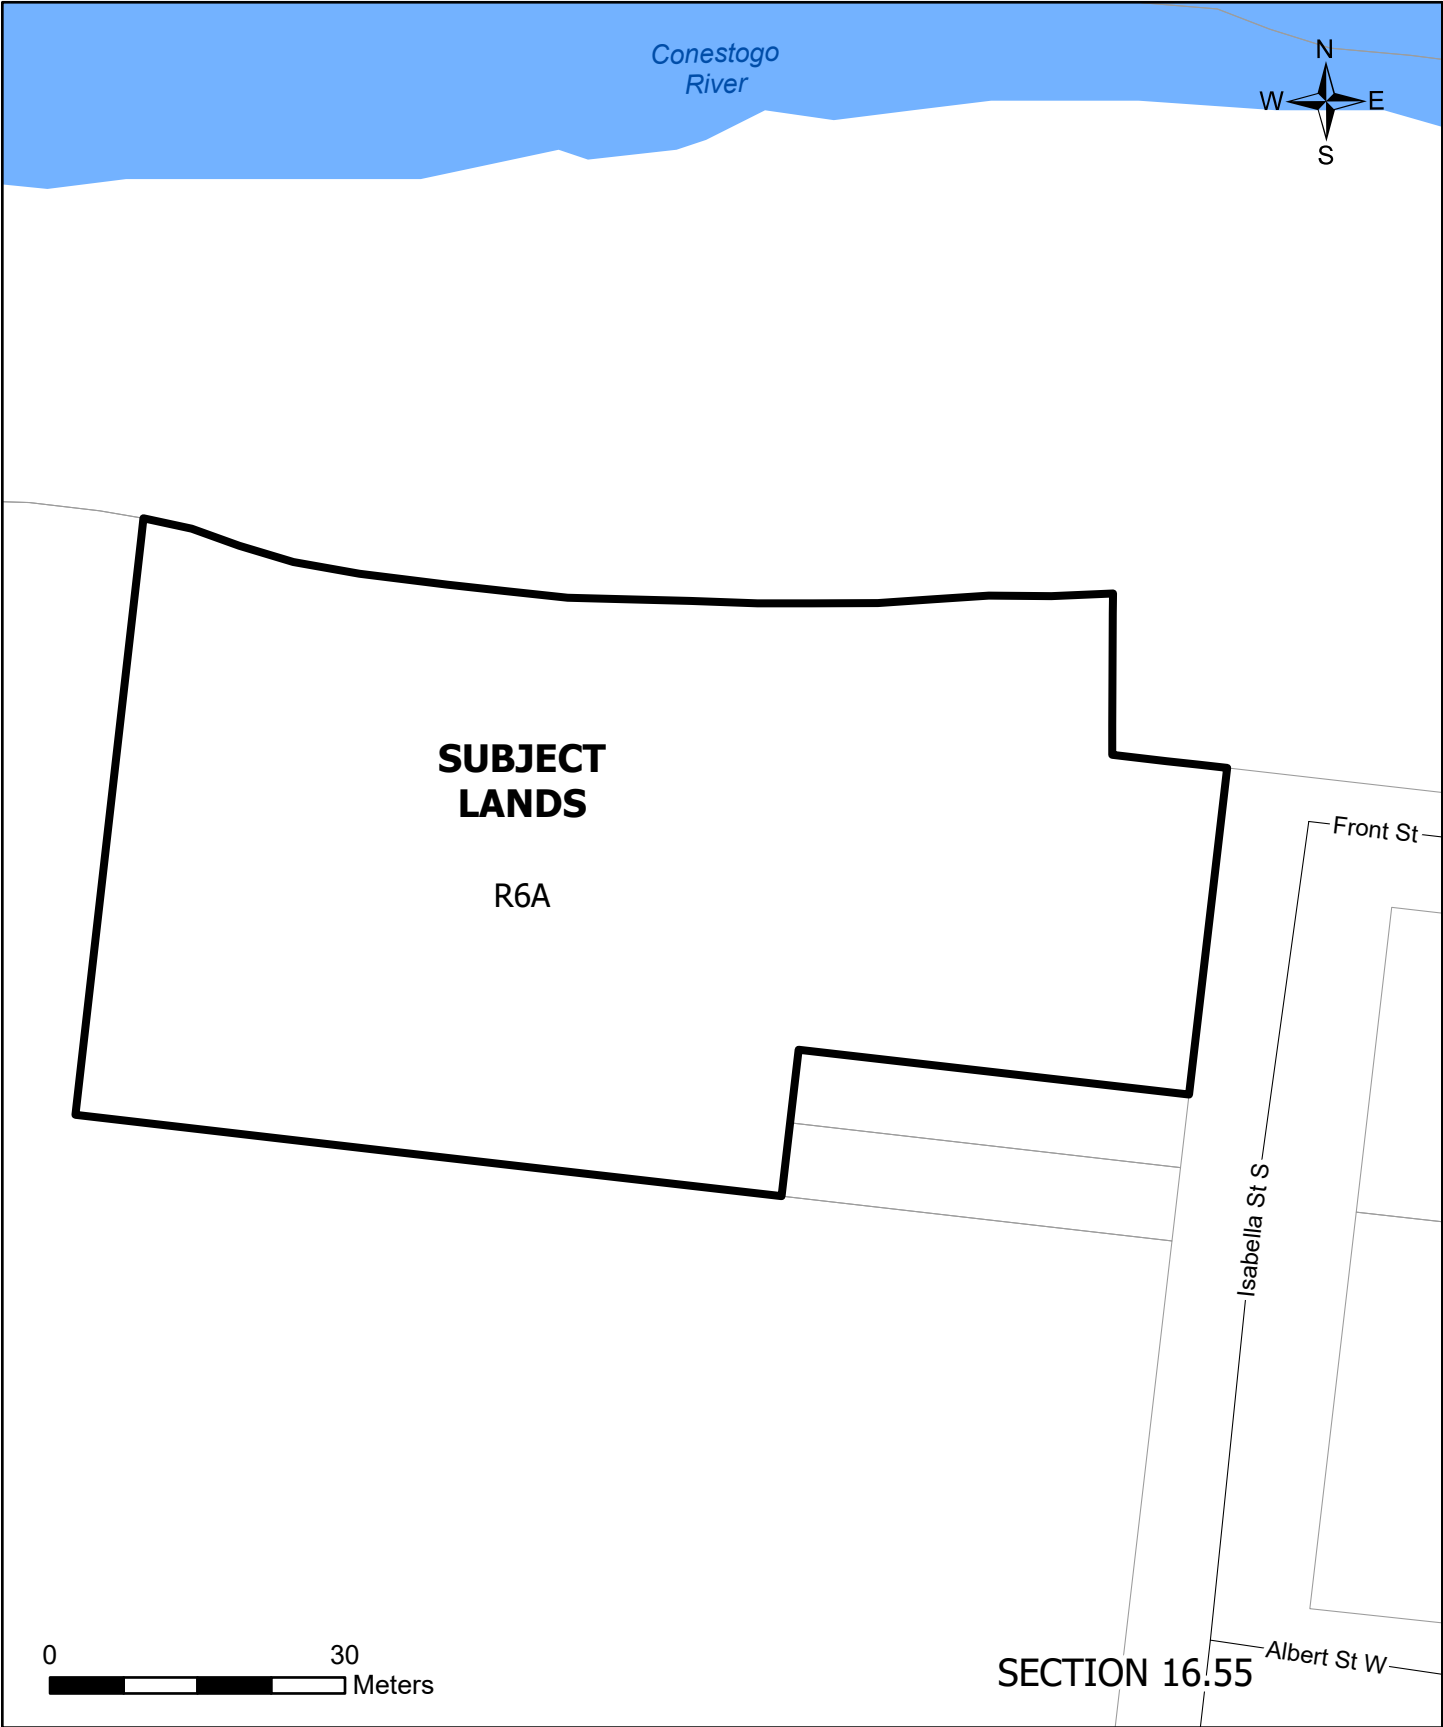 Conestogo
River
N
W E
S
SUBJECT
LANDS
R6A
Front St
Isabella St S
Albert St W
SECTION 16.55
0 30
Meters